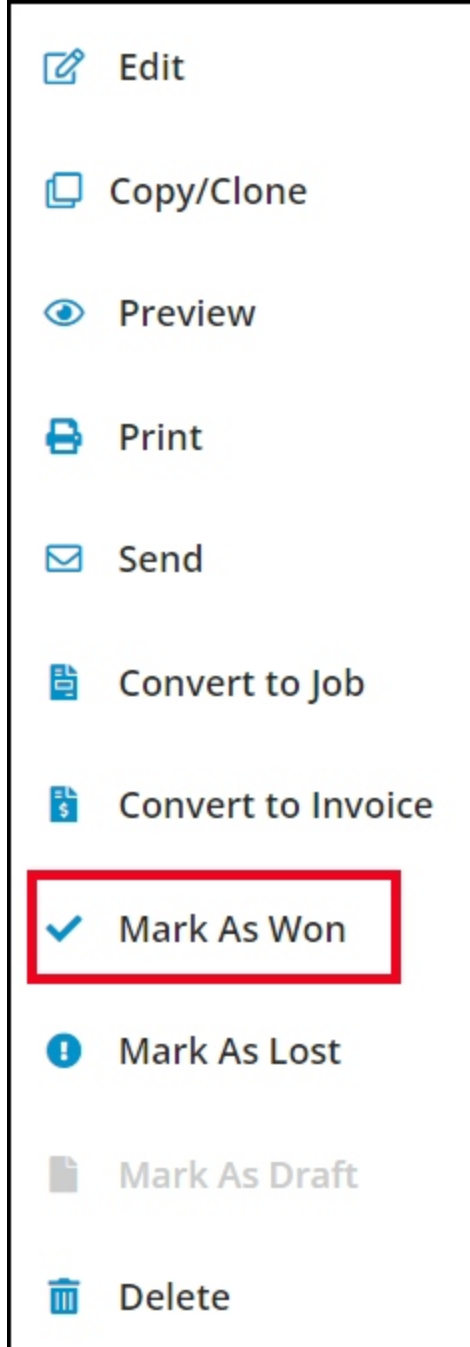 Edit
Copy/Clone
Preview
Print
Send
Convert to Job
Convert to Invoice
Mark As Won
Mark As Lost
Mark As Draft
Delete